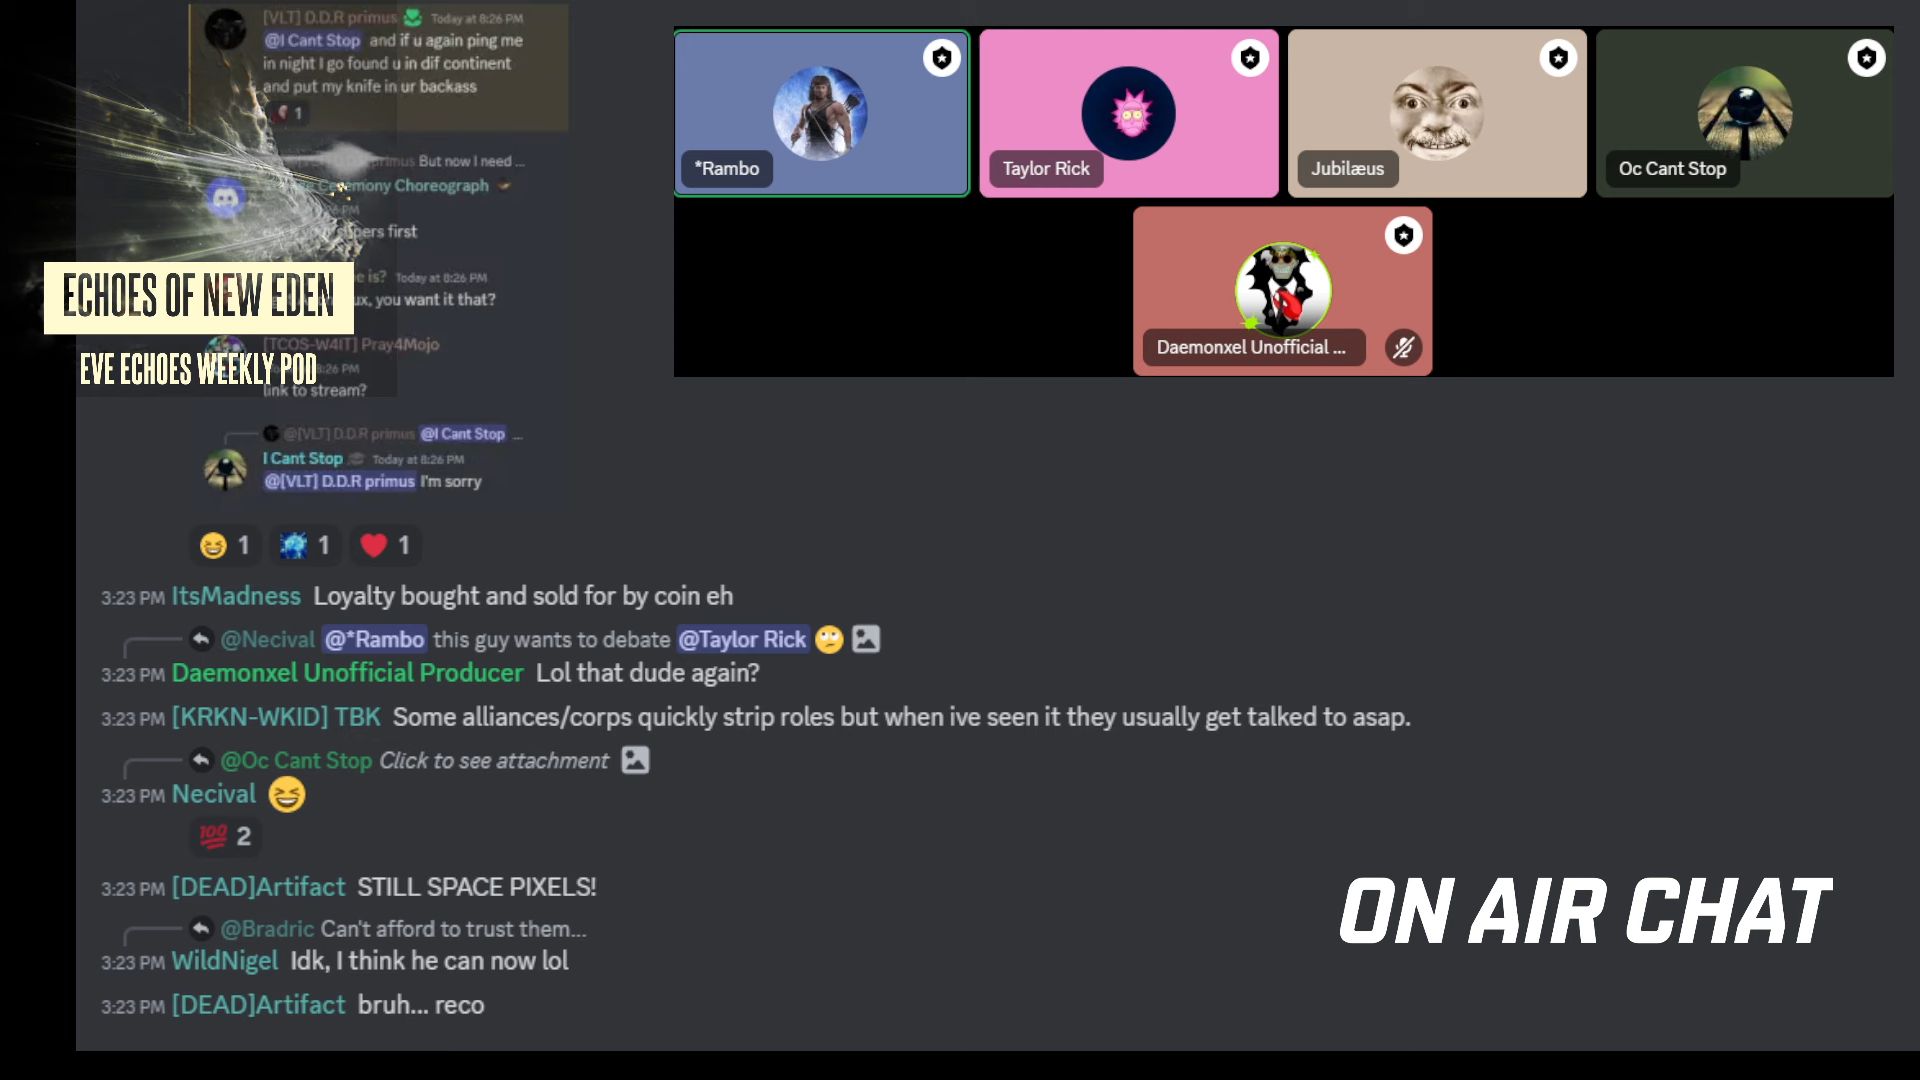 [VLT] D.D.R primus Today at 8:26 PM
@I Cant Stop and if u again ping me
in night I go found u in dif continent
and put my knife in ur backass
1
primus But now I need ...
Ceremony Choreograph
PM
first
ECHOES OF NEW EDEN
is? Today at 8:26 PM
you want it that?
[TCOS-W4IT] Pray4Mojo
8:26 PM
EVE ECHOES WEEKLY POD
link to stream?
@[VLT] D.D.R primus @I Cant Stop ...
I Cant Stop Today at 8:26 PM
@[VLT] D.D.R primus I'm sorry
1 1 1
*Rambo
Taylor Rick
Jubilæus
Oc Cant Stop
Daemonxel Unofficial ...
3:23 PM ItsMadness Loyalty bought and sold for by coin eh
@Necival @*Rambo this guy wants to debate @Taylor Rick
3:23 PM Daemonxel Unofficial Producer Lol that dude again?
3:23 PM [KRKN-WKID] TBK Some alliances/corps quickly strip roles but when ive seen it they usually get talked to asap.
@Oc Cant Stop Click to see attachment
3:23 PM Necival
100 2
3:23 PM [DEAD]Artifact STILL SPACE PIXELS!
@Bradric Can't afford to trust them...
3:23 PM WildNigel Idk, I think he can now lol
3:23 PM [DEAD]Artifact bruh... reco
ON AIR CHAT